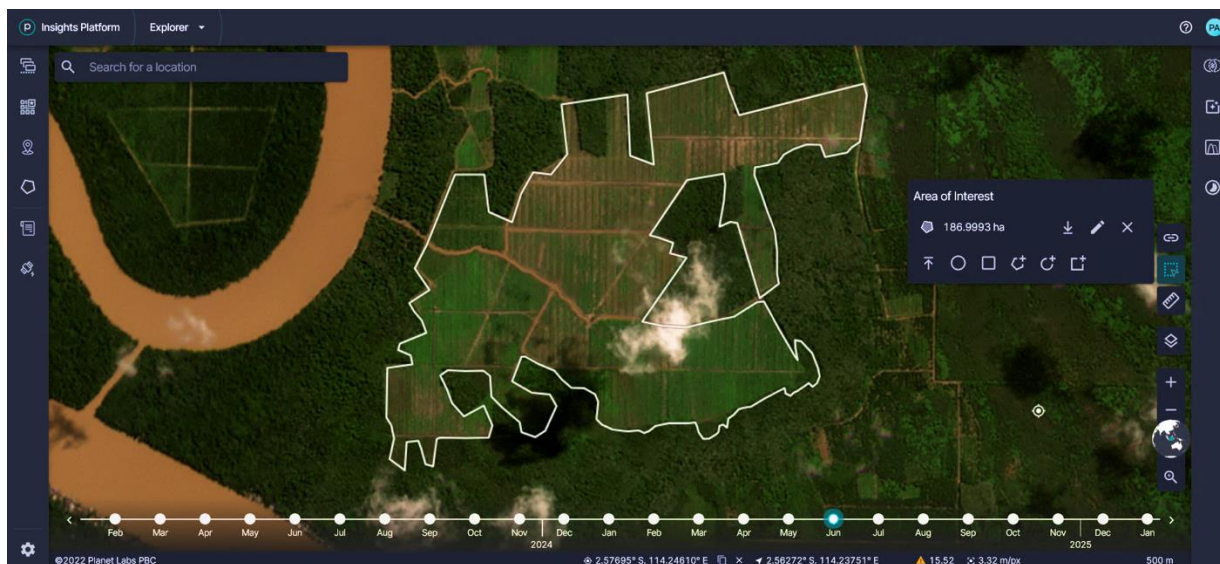 p Insights Platform Explorer PA
Search for a location
Area of Interest
186.9993 ha
Feb Mar Apr May Jun Jul Aug Sep Oct Nov Dec Jan Feb Mar Apr May Jun Jul Aug Sep Oct Nov Dec Jan
2024 2025
©2022 Planet Labs PBC 2.57695° S, 114.24610° E 2.56272° S, 114.23751° E 15.52 3.32 m/px 500 m